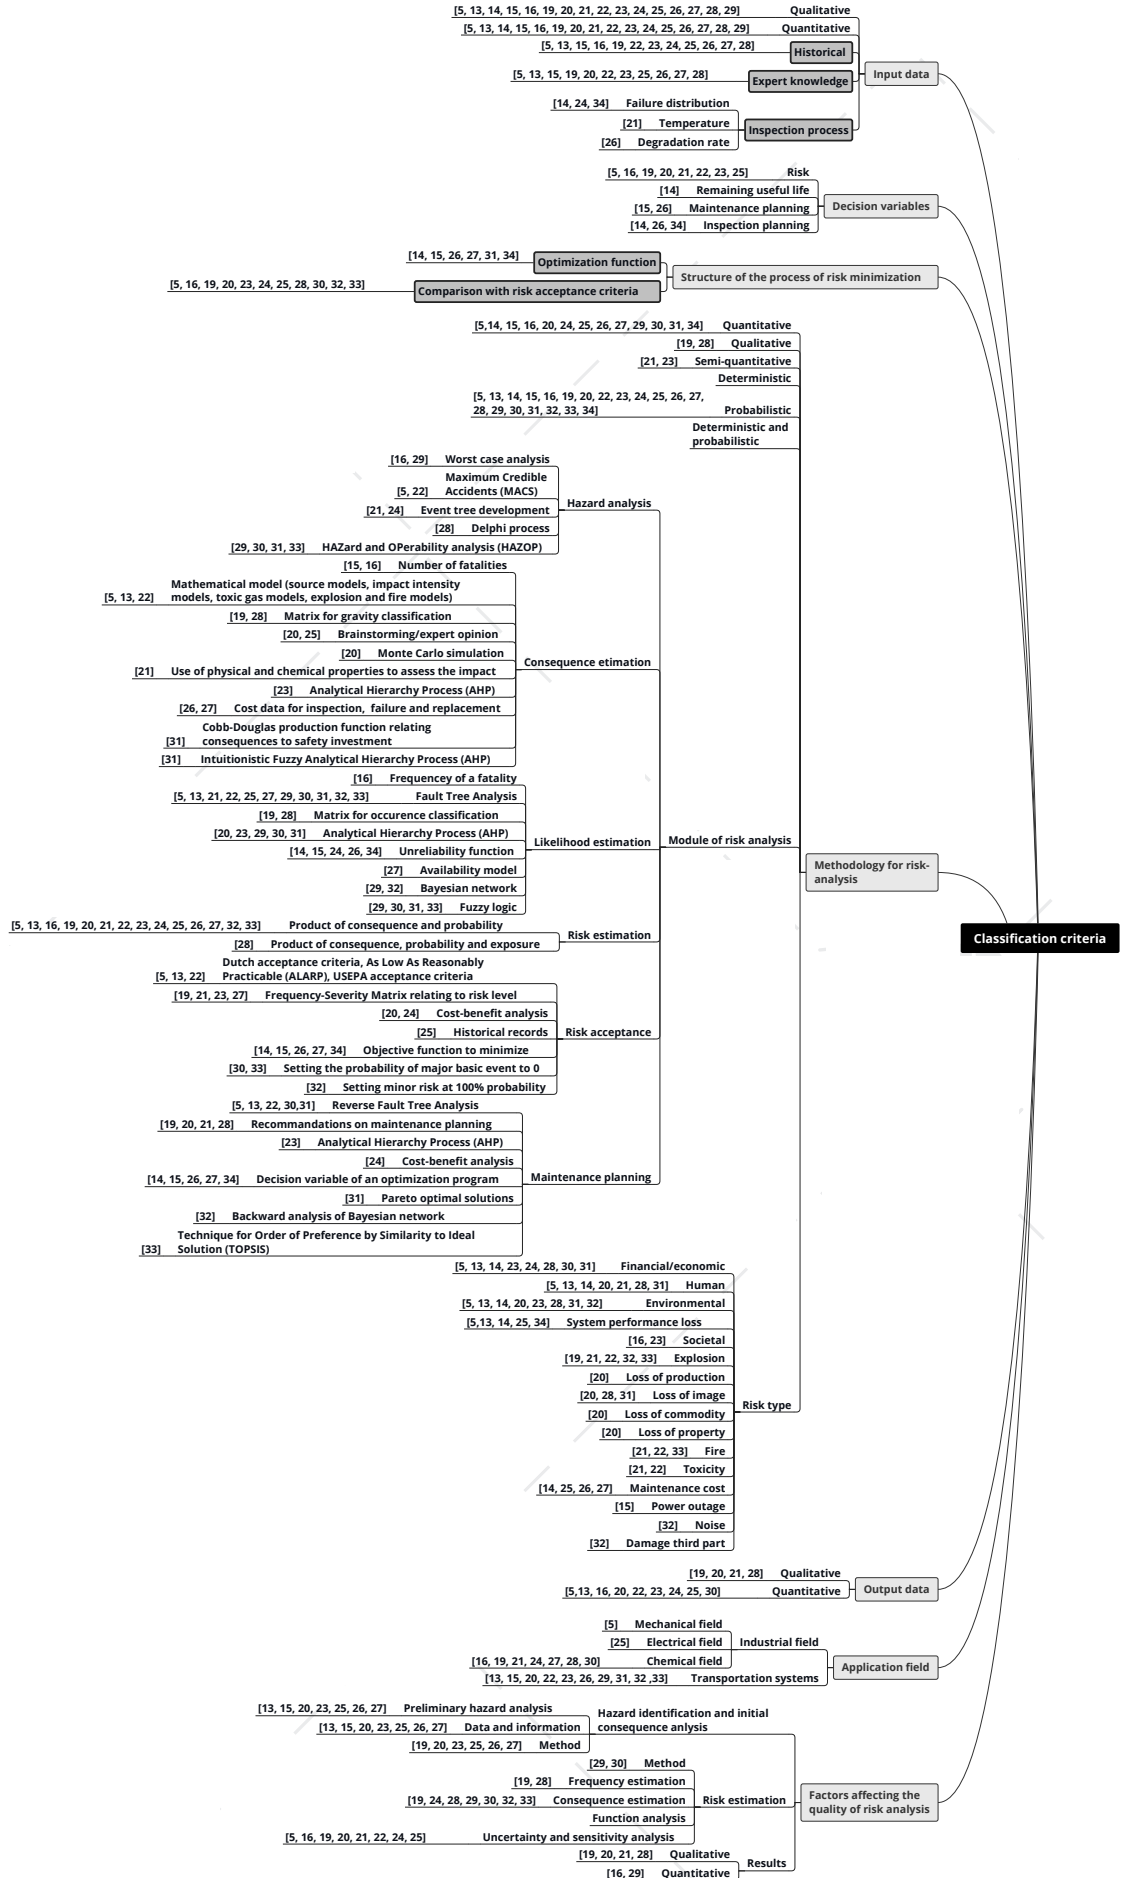 [5, 13, 14, 15, 16, 19, 20, 21, 22, 23, 24, 25, 26, 27, 28, 29] Qualitative
[5, 13, 14, 15, 16, 19, 20, 21, 22, 23, 24, 25, 26, 27, 28, 29] Quantitative
[5, 13, 15, 16, 19, 22, 23, 24, 25, 26, 27, 28] Historical
Input data
[5, 13, 15, 19, 20, 22, 23, 25, 26, 27, 28] Expert knowledge
[14, 24, 34] Failure distribution
[21] Temperature
Inspection process
[26] Degradation rate
[5, 16, 19, 20, 21, 22, 23, 25] Risk
[14] Remaining useful life
Decision variables
[15, 26] Maintenance planning
[14, 26, 34] Inspection planning
[14, 15, 26, 27, 31, 34] Optimization function
Structure of the process of risk minimization
[5, 16, 19, 20, 23, 24, 25, 28, 30, 32, 33] Comparison with risk acceptance criteria
[5,14, 15, 16, 20, 24, 25, 26, 27, 29, 30, 31, 34] Quantitative
[19, 28] Qualitative
[21, 23] Semi-quantitative
Deterministic
[5, 13, 14, 15, 16, 19, 20, 22, 23, 24, 25, 26, 27,
28, 29, 30, 31, 32, 33, 34] Probabilistic
Deterministic and
probabilistic
[16, 29] Worst case analysis
Maximum Credible
[5, 22] Accidents (MACS)
Hazard analysis
[21, 24] Event tree development
[28] Delphi process
[29, 30, 31, 33] HAZard and OPerability analysis (HAZOP)
[15, 16] Number of fatalities
Mathematical model (source models, impact intensity
[5, 13, 22] models, toxic gas models, explosion and fire models)
[19, 28] Matrix for gravity classification
[20, 25] Brainstorming/expert opinion
[20] Monte Carlo simulation
Consequence etimation
[21] Use of physical and chemical properties to assess the impact
[23] Analytical Hierarchy Process (AHP)
[26, 27] Cost data for inspection, failure and replacement
Cobb-Douglas production function relating
[31] consequences to safety investment
[31] Intuitionistic Fuzzy Analytical Hierarchy Process (AHP)
[16] Frequencey of a fatality
[5, 13, 21, 22, 25, 27, 29, 30, 31, 32, 33] Fault Tree Analysis
[19, 28] Matrix for occurence classification
[20, 23, 29, 30, 31] Analytical Hierarchy Process (AHP)
Likelihood estimation
Module of risk analysis
[14, 15, 24, 26, 34] Unreliability function
[27] Availability model
Methodology for risk-
analysis
[29, 32] Bayesian network
[29, 30, 31, 33] Fuzzy logic
[5, 13, 16, 19, 20, 21, 22, 23, 24, 25, 26, 27, 32, 33] Product of consequence and probability
Risk estimation
Classification criteria
[28] Product of consequence, probability and exposure
Dutch acceptance criteria, As Low As Reasonably
[5, 13, 22] Practicable (ALARP), USEPA acceptance criteria
[19, 21, 23, 27] Frequency-Severity Matrix relating to risk level
[20, 24] Cost-benefit analysis
[25] Historical records
Risk acceptance
[14, 15, 26, 27, 34] Objective function to minimize
[30, 33] Setting the probability of major basic event to 0
[32] Setting minor risk at 100% probability
[5, 13, 22, 30,31] Reverse Fault Tree Analysis
[19, 20, 21, 28] Recommandations on maintenance planning
[23] Analytical Hierarchy Process (AHP)
[24] Cost-benefit analysis
Maintenance planning
[14, 15, 26, 27, 34] Decision variable of an optimization program
[31] Pareto optimal solutions
[32] Backward analysis of Bayesian network
Technique for Order of Preference by Similarity to Ideal
[33] Solution (TOPSIS)
[5, 13, 14, 23, 24, 28, 30, 31] Financial/economic
[5, 13, 14, 20, 21, 28, 31] Human
[5, 13, 14, 20, 23, 28, 31, 32] Environmental
[5,13, 14, 25, 34] System performance loss
[16, 23] Societal
[19, 21, 22, 32, 33] Explosion
[20] Loss of production
[20, 28, 31] Loss of image
Risk type
[20] Loss of commodity
[20] Loss of property
[21, 22, 33] Fire
[21, 22] Toxicity
[14, 25, 26, 27] Maintenance cost
[15] Power outage
[32] Noise
[32] Damage third part
[19, 20, 21, 28] Qualitative
Output data
[5,13, 16, 20, 22, 23, 24, 25, 30] Quantitative
[5] Mechanical field
[25] Electrical field
Industrial field
[16, 19, 21, 24, 27, 28, 30] Chemical field
Application field
[13, 15, 20, 22, 23, 26, 29, 31, 32 ,33] Transportation systems
[13, 15, 20, 23, 25, 26, 27] Preliminary hazard analysis
Hazard identification and initial
consequence anlysis
[13, 15, 20, 23, 25, 26, 27] Data and information
[19, 20, 23, 25, 26, 27] Method
[29, 30] Method
[19, 28] Frequency estimation
Factors affecting the
quality of risk analysis
Risk estimation
[19, 24, 28, 29, 30, 32, 33] Consequence estimation
Function analysis
[5, 16, 19, 20, 21, 22, 24, 25] Uncertainty and sensitivity analysis
[19, 20, 21, 28] Qualitative
Results
[16, 29] Quantitative